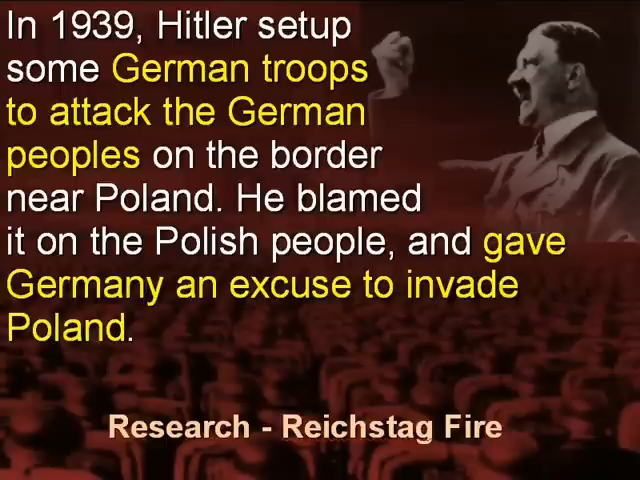 In 1939, Hitler setup
some German troops
to attack the German
peoples on the border
near Poland. He blamed
it on the Polish people, and gave
Germany an excuse to invade
Poland.
Research - Reichstag Fire